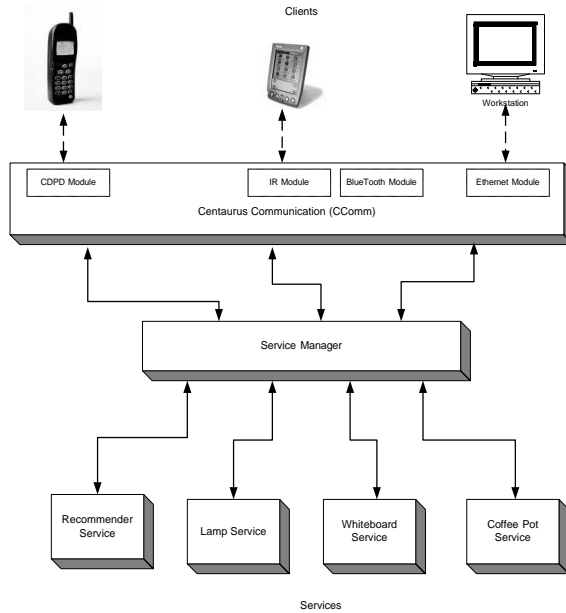 Clients
Workstation
CDPD Module
IR Module
BlueTooth Module
Ethernet Module
Centaurus Communication (CComm)
Service Manager
Recommender
Service
Lamp Service
Whiteboard
Service
Coffee Pot
Service
Services